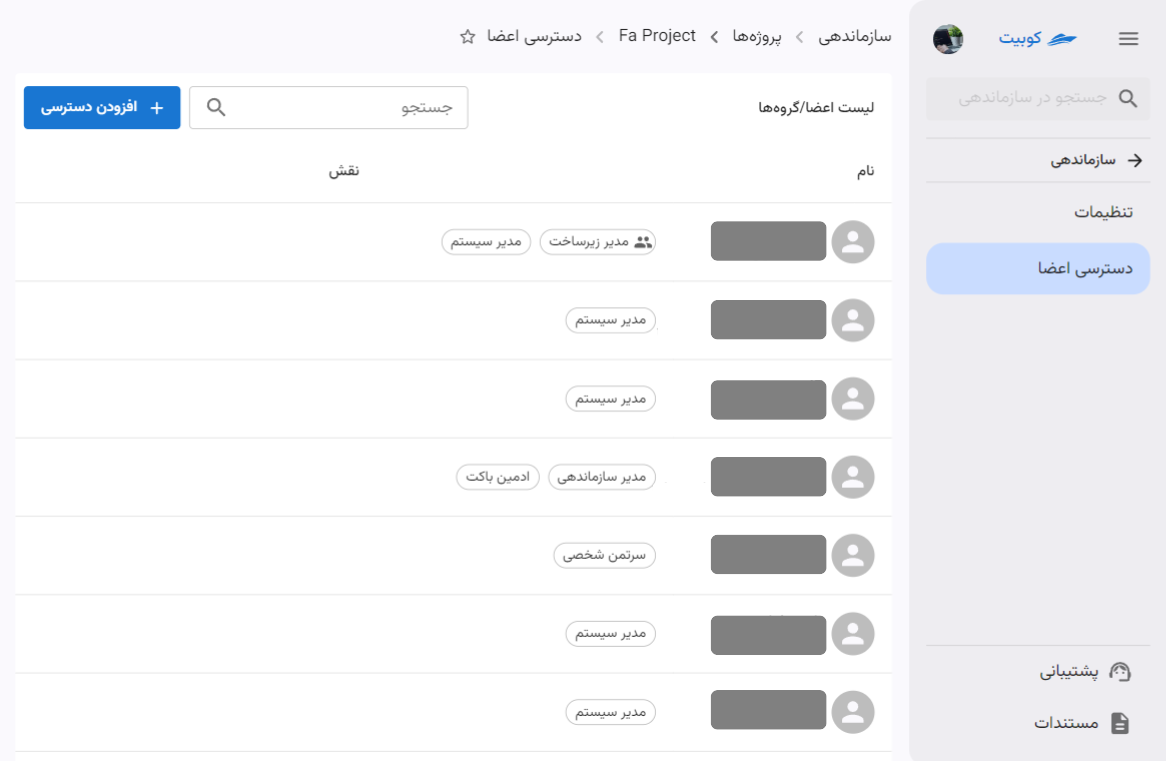 کوبیت
جستجو در سازماندهی
سازماندهی
تنظیمات
دسترسی اعضا
پشتیبانی
مستندات
سازماندهی > پروژه‌ها > Fa Project > دسترسی اعضا
لیست اعضا/گروه‌ها
جستجو
+ افزودن دسترسی
نام نقش
مدیر زیرساخت مدیر سیستم
مدیر سیستم
مدیر سیستم
مدیر سازماندهی ادمین باکت
سرتمن شخصی
مدیر سیستم
مدیر سیستم